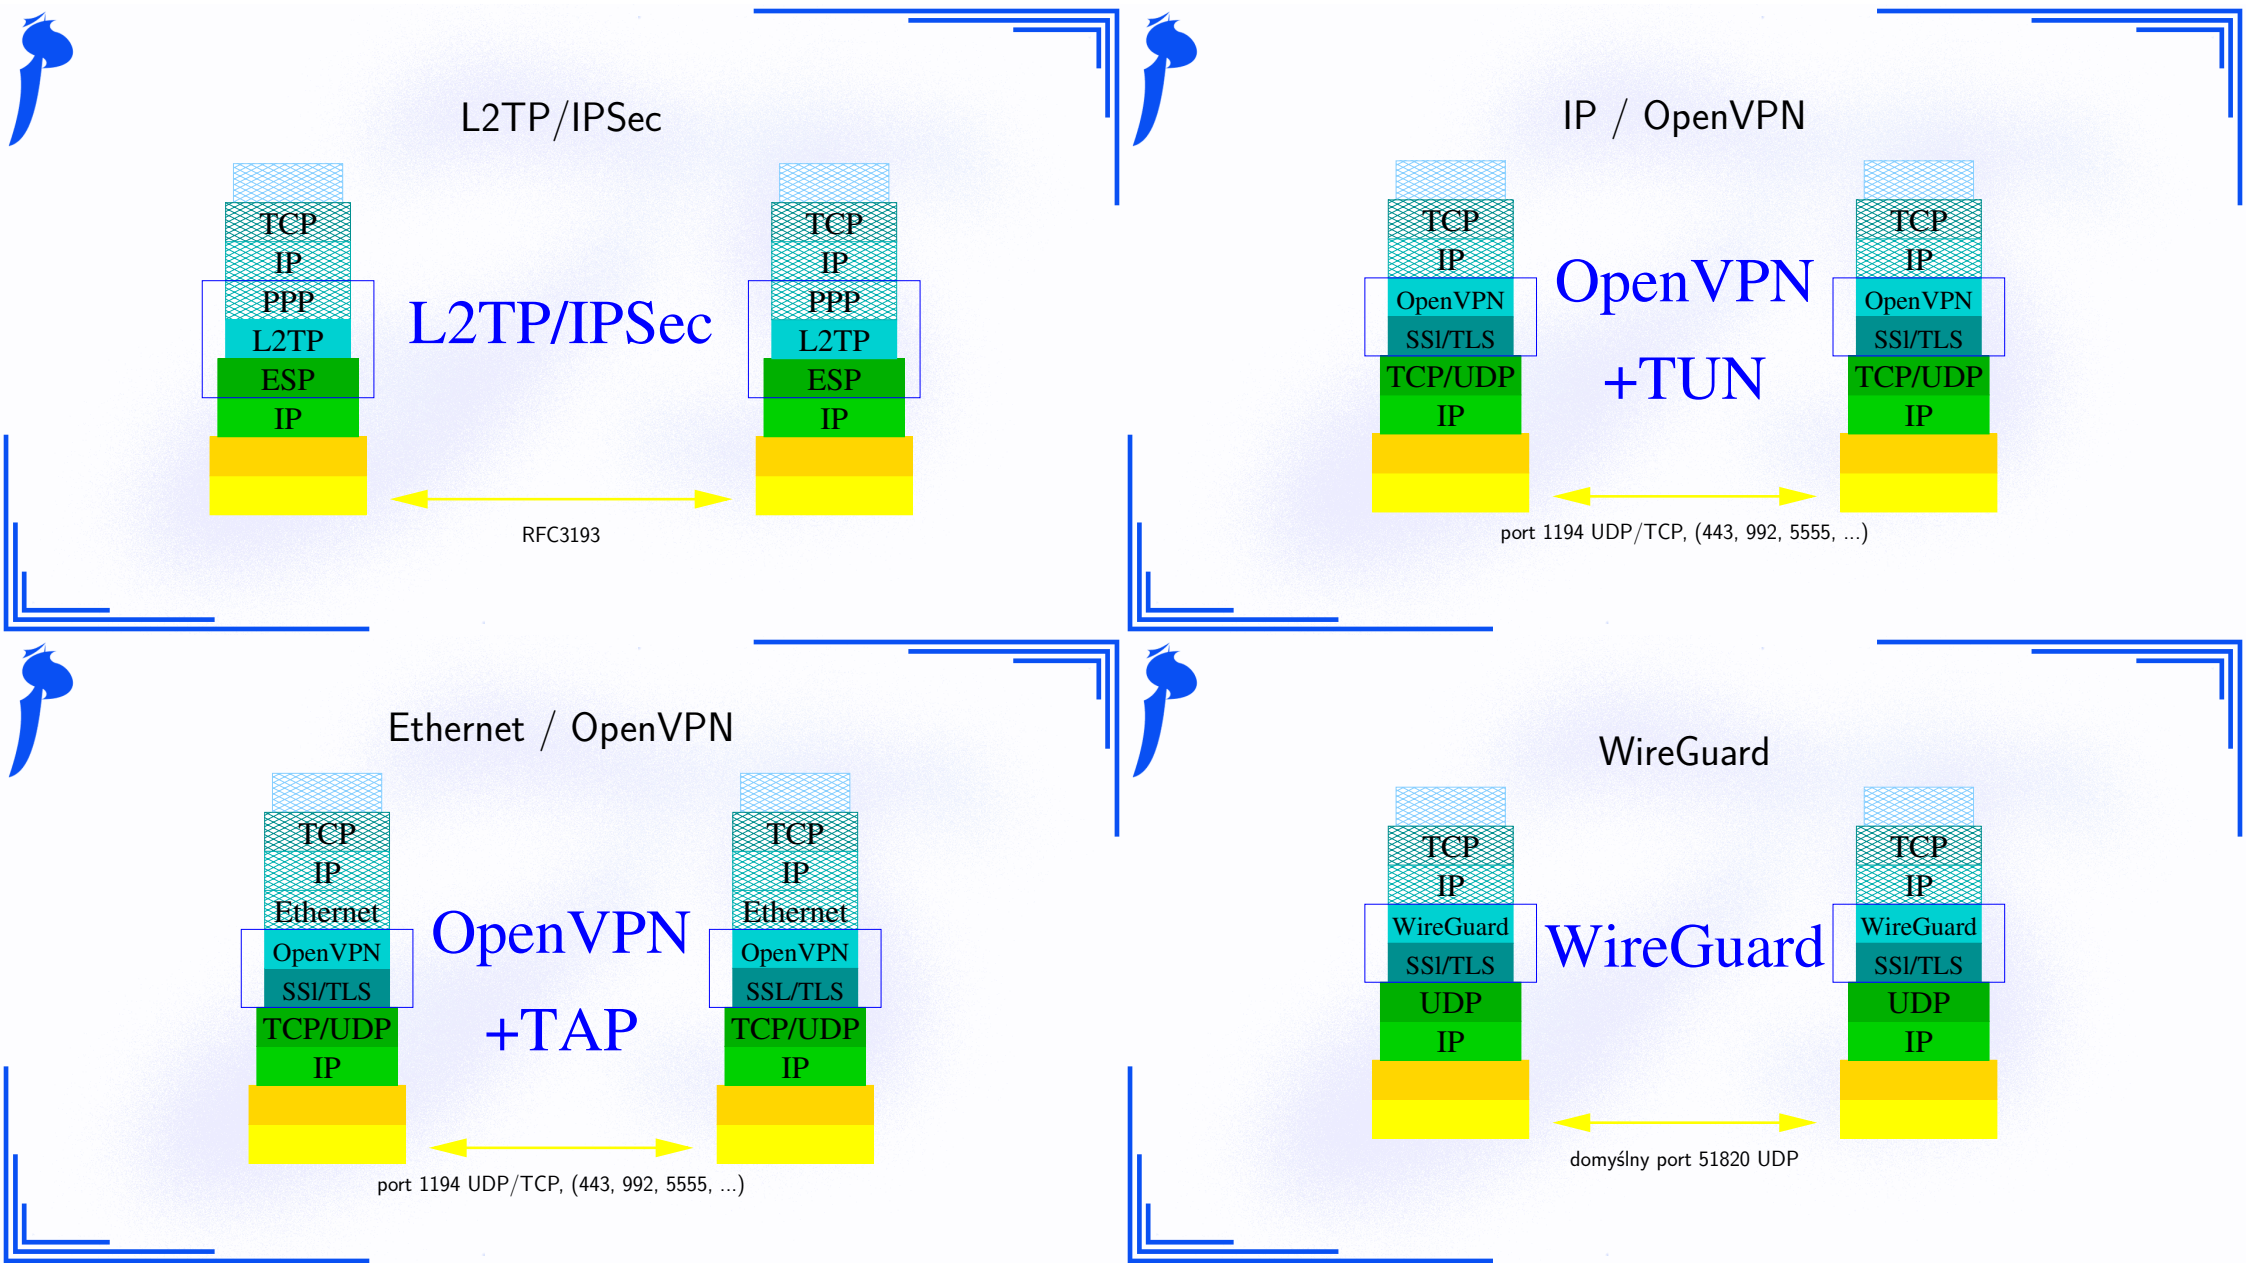 L2TP/IPSec
TCP
IP
PPP
L2TP
ESP
IP
L2TP/IPSec
TCP
IP
PPP
L2TP
ESP
IP
RFC3193
IP / OpenVPN
TCP
IP
OpenVPN
SSl/TLS
TCP/UDP
IP
OpenVPN
+TUN
TCP
IP
OpenVPN
SSl/TLS
TCP/UDP
IP
port 1194 UDP/TCP, (443, 992, 5555, ...)
Ethernet / OpenVPN
TCP
IP
Ethernet
OpenVPN
SSl/TLS
TCP/UDP
IP
OpenVPN
+TAP
TCP
IP
Ethernet
OpenVPN
SSL/TLS
TCP/UDP
IP
port 1194 UDP/TCP, (443, 992, 5555, ...)
WireGuard
TCP
IP
WireGuard
SSl/TLS
UDP
IP
WireGuard
TCP
IP
WireGuard
SSl/TLS
UDP
IP
domyślny port 51820 UDP